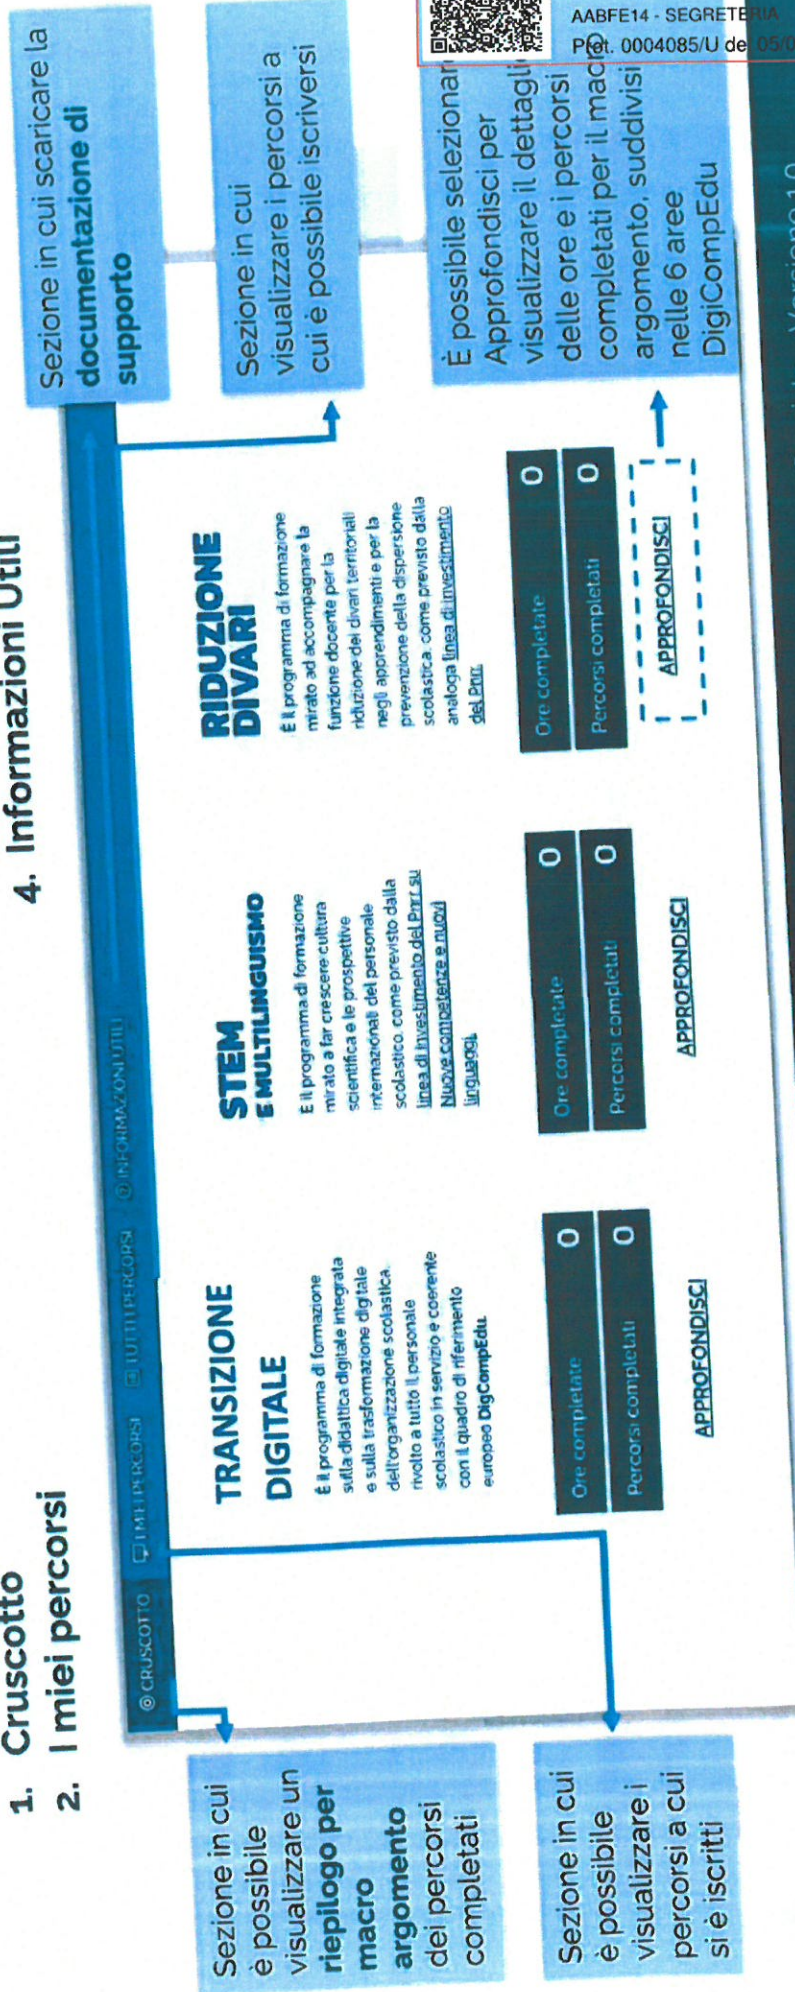 1. Cruscotto
2. I miei percorsi
4. Informazioni Utili
CRUSCOTTO
I MIEI PERCORSI
TUTTI I PERCORSI
INFORMAZIONI UTILI
Sezione in cui
è possibile
visualizzare un
riepilogo per
macro
argomento
dei percorsi
completati
Sezione in cui
è possibile
visualizzare i
percorsi a cui
si è iscritti
TRANSIZIONE
DIGITALE
È il programma di formazione
sulla didattica digitale integrata
e sulla trasformazione digitale
dell'organizzazione scolastica,
rivolto a tutto il personale
scolastico in servizio e coerente
con il quadro di riferimento
europeo DigCompEdu.
Ore completate 0
Percorsi completati 0
APPROFONDISCI
STEM
E MULTILINGUISMO
È il programma di formazione
mirato a far crescere cultura
scientifica e le prospettive
internazionali del personale
scolastico, come previsto dalla
linea di investimento del Pnrr su
Nuove competenze e nuovi
linguaggi.
Ore completate 0
Percorsi completati 0
APPROFONDISCI
RIDUZIONE
DIVARI
È il programma di formazione
mirato ad accompagnare la
funzione docente per la
riduzione dei divari territoriali
negli apprendimenti e per la
prevenzione della dispersione
scolastica, come previsto dalla
analoga linea di investimento
del Pnrr.
Ore completate 0
Percorsi completati 0
APPROFONDISCI
Sezione in cui scaricare la
documentazione di
supporto
Sezione in cui
visualizzare i percorsi a
cui è possibile iscriversi
È possibile selezionar
Approfondisci per
visualizzare il dettagli
delle ore e i percorsi
completati per il macro
argomento, suddivisi
nelle 6 aree
DigiCompEdu
Versione 1.0
AABFE14 - SEGRETERIA
Prot. 0004085/U del 05/0